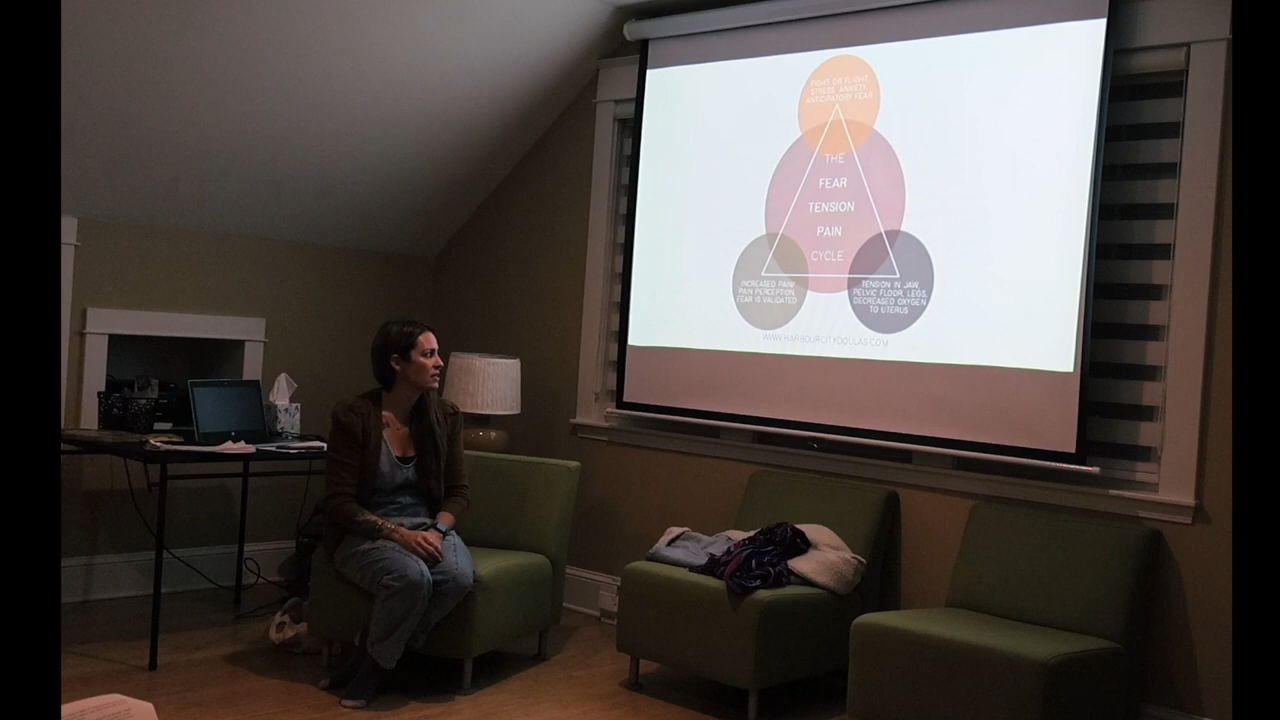 FIGHT OR FLIGHT,
STRESS, ANXIETY,
ANTICIPATORY FEAR
THE
FEAR
TENSION
PAIN
CYCLE
INCREASED PAIN/
PAIN PERCEPTION,
FEAR IS VALIDATED
TENSION IN JAW,
PELVIC FLOOR, LEGS,
DECREASED OXYGEN
TO UTERUS
WWW.HARBOURCITYDOULAS.COM